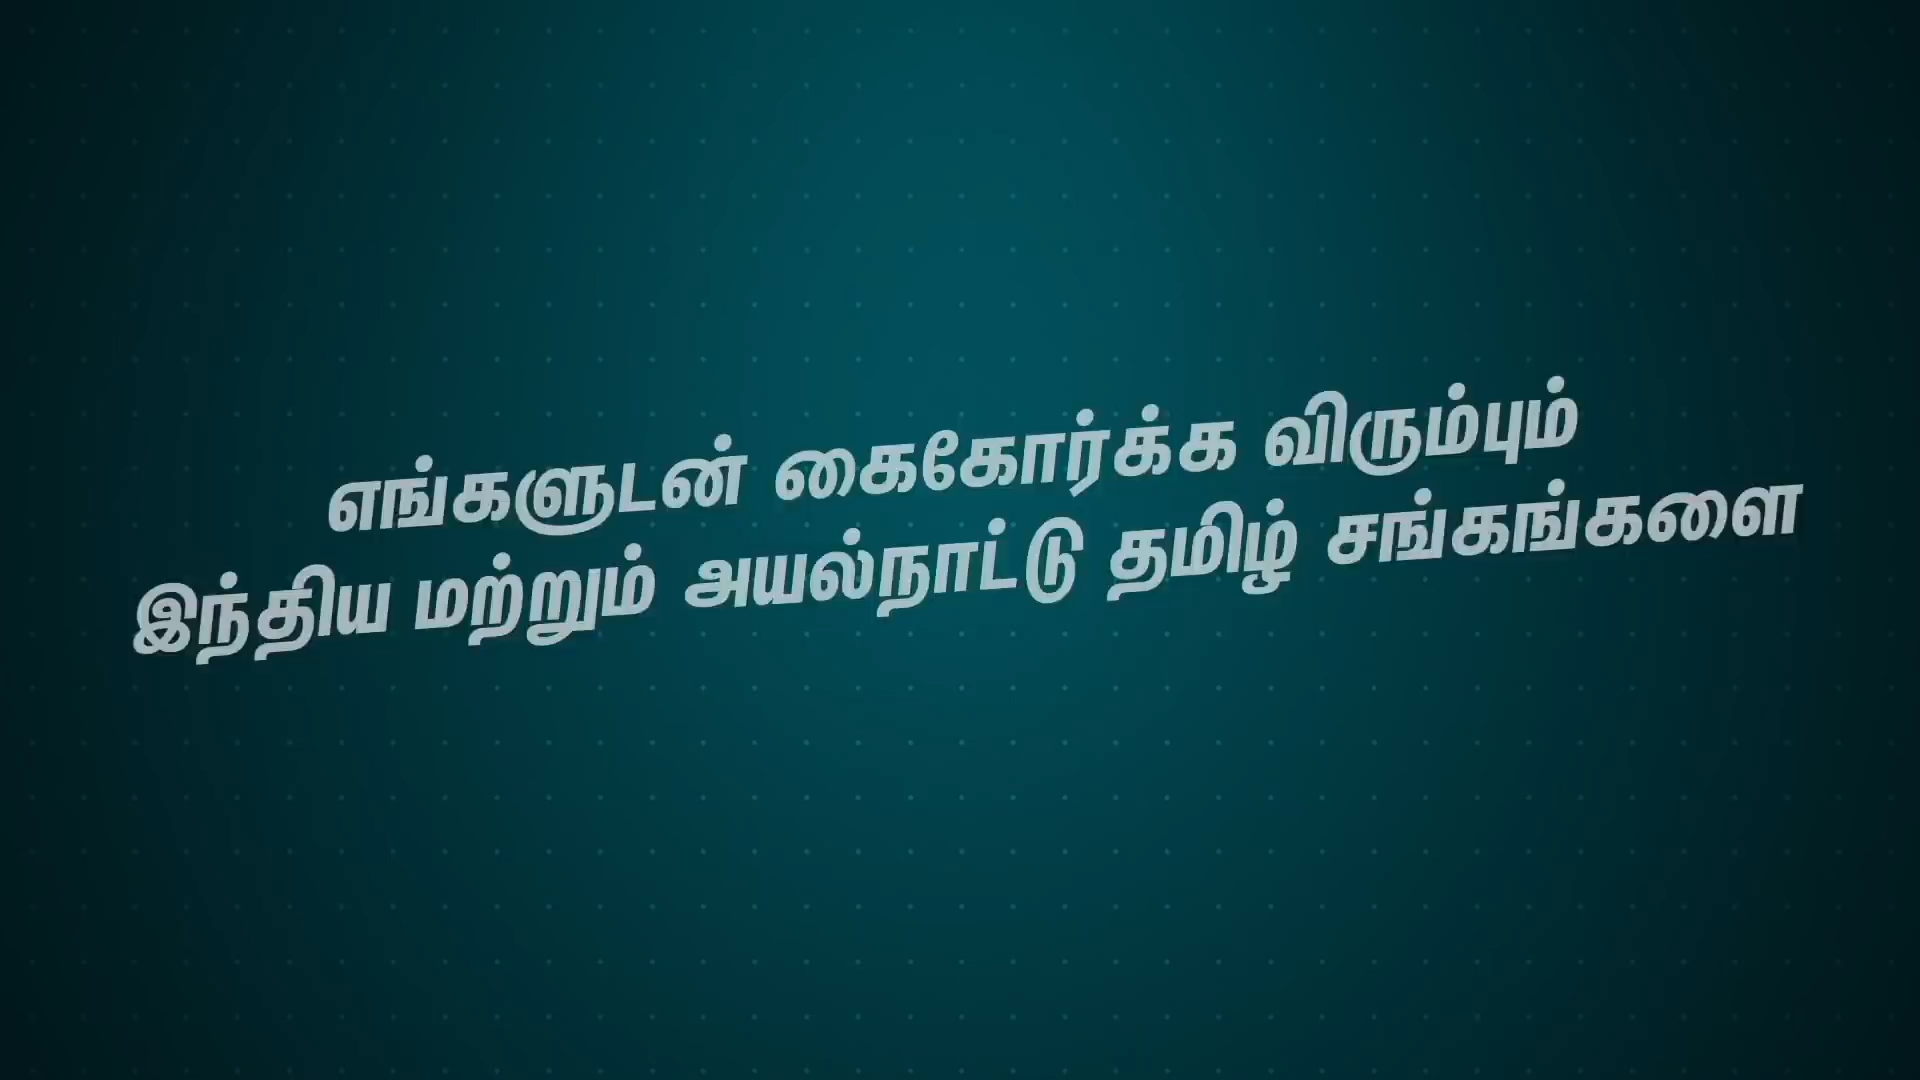 எங்களுடன் கைகோர்க்க விரும்பும்
இந்திய மற்றும் அயல்நாட்டு தமிழ் சங்கங்களை